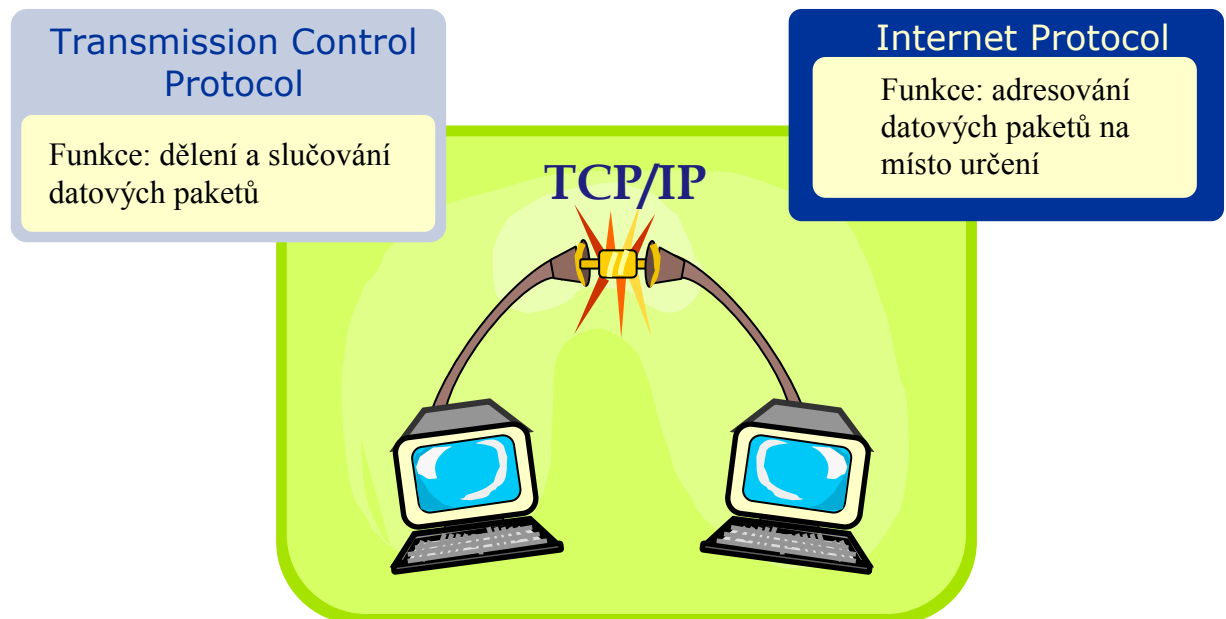 Transmission Control
Protocol
Funkce: dělení a slučování
datových paketů
Internet Protocol
Funkce: adresování
datových paketů na
místo určení
TCP/IP